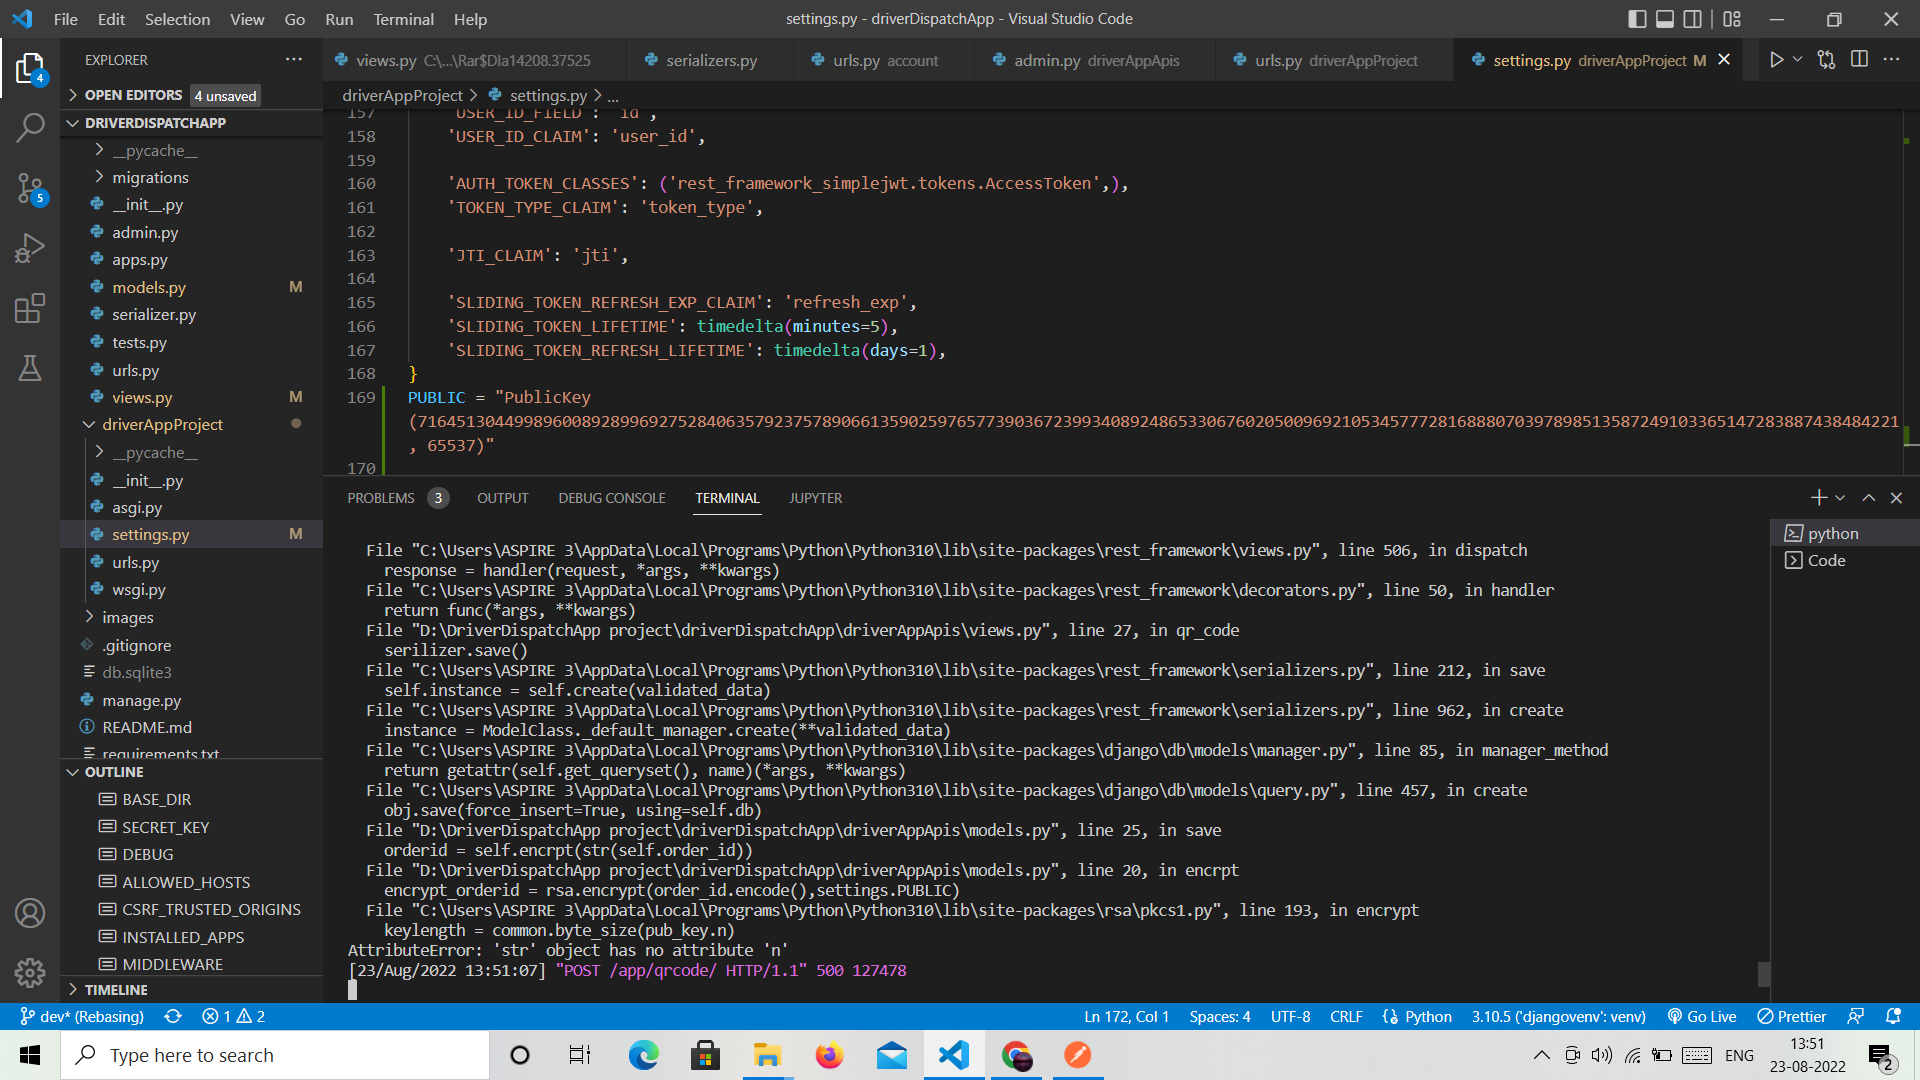 File Edit Selection View Go Run Terminal Help
settings.py - driverDispatchApp - Visual Studio Code
EXPLORER
views.py C:\...\Rar$DIa14208.37525
serializers.py
urls.py account
admin.py driverAppApis
urls.py driverAppProject
settings.py driverAppProject M
4
OPEN EDITORS 4 unsaved
driverAppProject > settings.py > ...
DRIVERDISPATCHAPP
__pycache__
migrations
__init__.py
admin.py
apps.py
models.py M
serializer.py
tests.py
urls.py
views.py M
driverAppProject
__pycache__
__init__.py
asgi.py
settings.py M
urls.py
wsgi.py
images
.gitignore
db.sqlite3
manage.py
README.md
requirements.txt
5
OUTLINE
BASE_DIR
SECRET_KEY
DEBUG
ALLOWED_HOSTS
CSRF_TRUSTED_ORIGINS
INSTALLED_APPS
MIDDLEWARE
TIMELINE
157 'USER_ID_FIELD': 'id',
158 'USER_ID_CLAIM': 'user_id',
159
160 'AUTH_TOKEN_CLASSES': ('rest_framework_simplejwt.tokens.AccessToken',),
161 'TOKEN_TYPE_CLAIM': 'token_type',
162
163 'JTI_CLAIM': 'jti',
164
165 'SLIDING_TOKEN_REFRESH_EXP_CLAIM': 'refresh_exp',
166 'SLIDING_TOKEN_LIFETIME': timedelta(minutes=5),
167 'SLIDING_TOKEN_REFRESH_LIFETIME': timedelta(days=1),
168 }
169 PUBLIC = "PublicKey
(7164513044998960089289969275284063579237578906613590259765773903672399340892486533067602050096921053457772816888070397898513587249103365147283887438484221
, 65537)"
170
PROBLEMS 3 OUTPUT DEBUG CONSOLE TERMINAL JUPYTER
python
Code
File "C:\Users\ASPIRE 3\AppData\Local\Programs\Python\Python310\lib\site-packages\rest_framework\views.py", line 506, in dispatch
response = handler(request, *args, **kwargs)
File "C:\Users\ASPIRE 3\AppData\Local\Programs\Python\Python310\lib\site-packages\rest_framework\decorators.py", line 50, in handler
return func(*args, **kwargs)
File "D:\DriverDispatchApp project\driverDispatchApp\driverAppApis\views.py", line 27, in qr_code
serilizer.save()
File "C:\Users\ASPIRE 3\AppData\Local\Programs\Python\Python310\lib\site-packages\rest_framework\serializers.py", line 212, in save
self.instance = self.create(validated_data)
File "C:\Users\ASPIRE 3\AppData\Local\Programs\Python\Python310\lib\site-packages\rest_framework\serializers.py", line 962, in create
instance = ModelClass._default_manager.create(**validated_data)
File "C:\Users\ASPIRE 3\AppData\Local\Programs\Python\Python310\lib\site-packages\django\db\models\manager.py", line 85, in manager_method
return getattr(self.get_queryset(), name)(*args, **kwargs)
File "C:\Users\ASPIRE 3\AppData\Local\Programs\Python\Python310\lib\site-packages\django\db\models\query.py", line 457, in create
obj.save(force_insert=True, using=self.db)
File "D:\DriverDispatchApp project\driverDispatchApp\driverAppApis\models.py", line 25, in save
orderid = self.encrpt(str(self.order_id))
File "D:\DriverDispatchApp project\driverDispatchApp\driverAppApis\models.py", line 20, in encrpt
encrypt_orderid = rsa.encrypt(order_id.encode(),settings.PUBLIC)
File "C:\Users\ASPIRE 3\AppData\Local\Programs\Python\Python310\lib\site-packages\rsa\pkcs1.py", line 193, in encrypt
keylength = common.byte_size(pub_key.n)
AttributeError: 'str' object has no attribute 'n'
[23/Aug/2022 13:51:07] "POST /app/qrcode/ HTTP/1.1" 500 127478
dev* (Rebasing) 1 2
Ln 172, Col 1 Spaces: 4 UTF-8 CRLF Python 3.10.5 ('djangovenv': venv) Go Live Prettier
Type here to search
ENG
13:51
23-08-2022
2